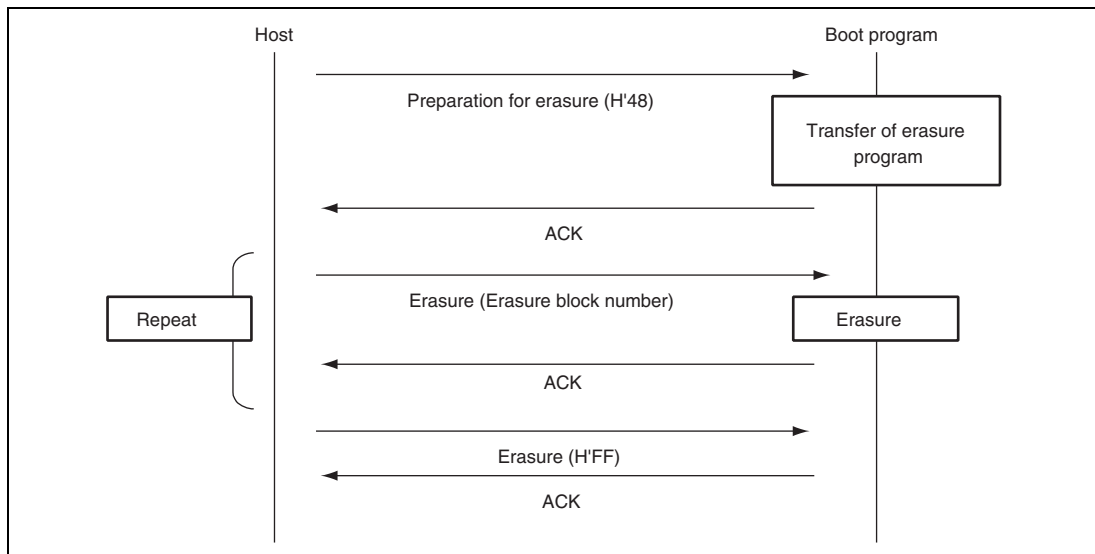 Host
Boot program
Preparation for erasure (H'48)
Transfer of erasure
program
ACK
Erasure (Erasure block number)
Repeat
Erasure
ACK
Erasure (H'FF)
ACK